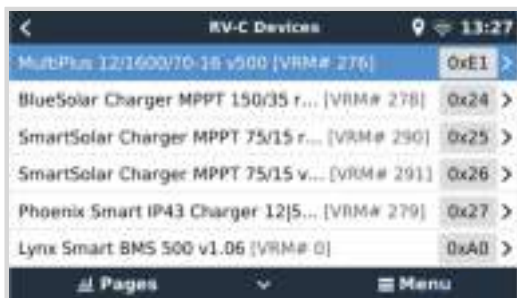 RV-C Devices 13:27
MultiPlus 12/1600/70-16 v500 [VRM# 276] 0xE1
BlueSolar Charger MPPT 150/35 r... [VRM# 278] 0x24
SmartSolar Charger MPPT 75/15 r... [VRM# 290] 0x25
SmartSolar Charger MPPT 75/15 v... [VRM# 291] 0x26
Phoenix Smart IP43 Charger 12|5... [VRM# 279] 0x27
Lynx Smart BMS 500 v1.06 [VRM# 0] 0xA0
Pages Menu